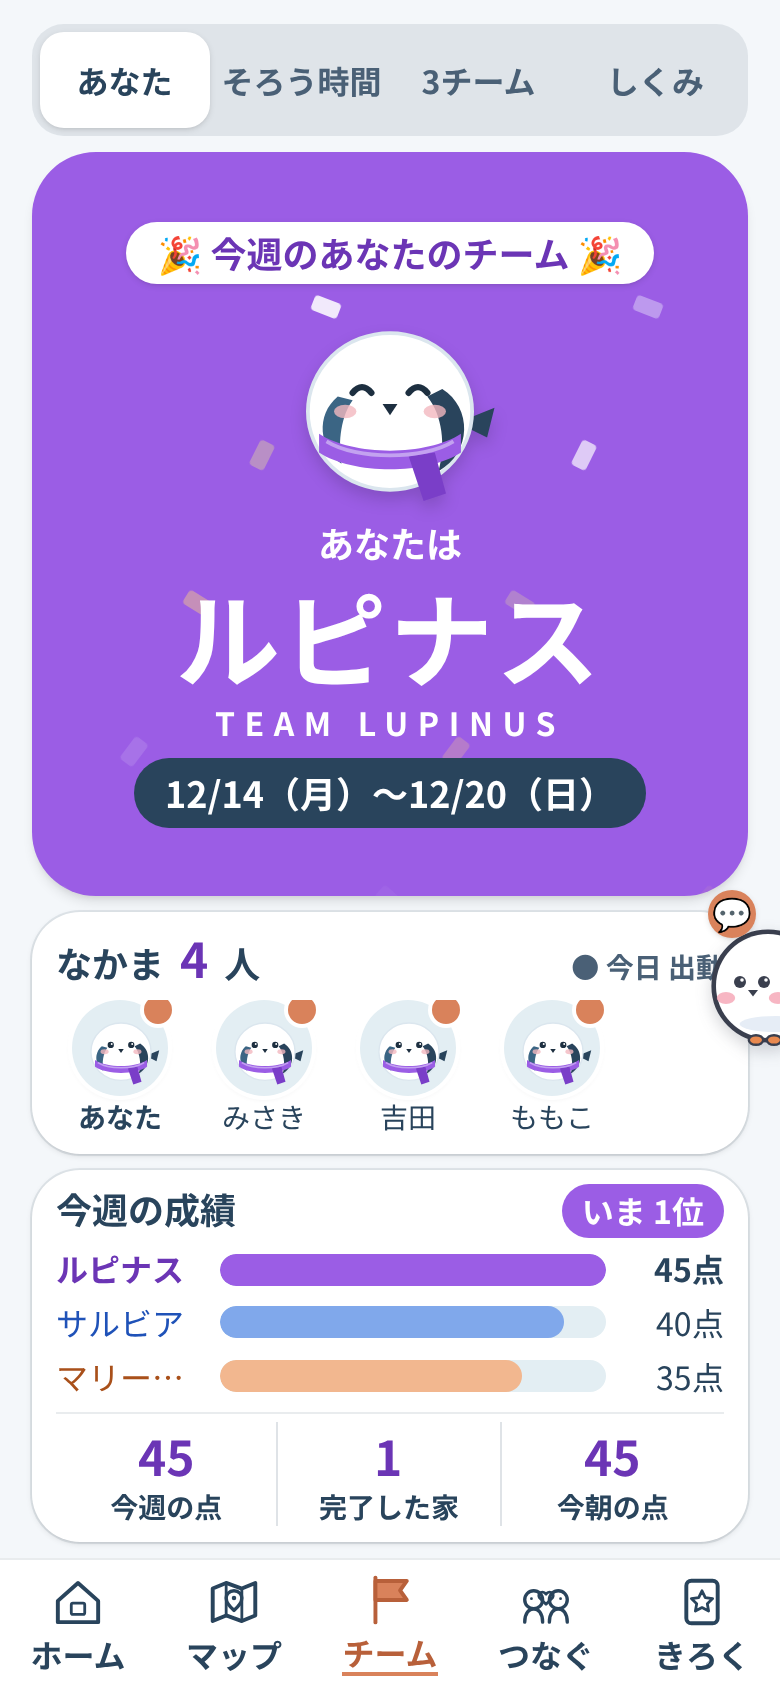 あなた そろう時間 3チーム しくみ
🎉 今週のあなたのチーム 🎉
あなたは
ルピナス
TEAM LUPINUS
12/14（月）〜12/20（日）
なかま 4 人
今日 出動
あなた みさき 吉田 ももこ
今週の成績 いま 1位
ルピナス 45点
サルビア 40点
マリー… 35点
45 1 45
今週の点 完了した家 今朝の点
ホーム マップ チーム つなぐ きろく